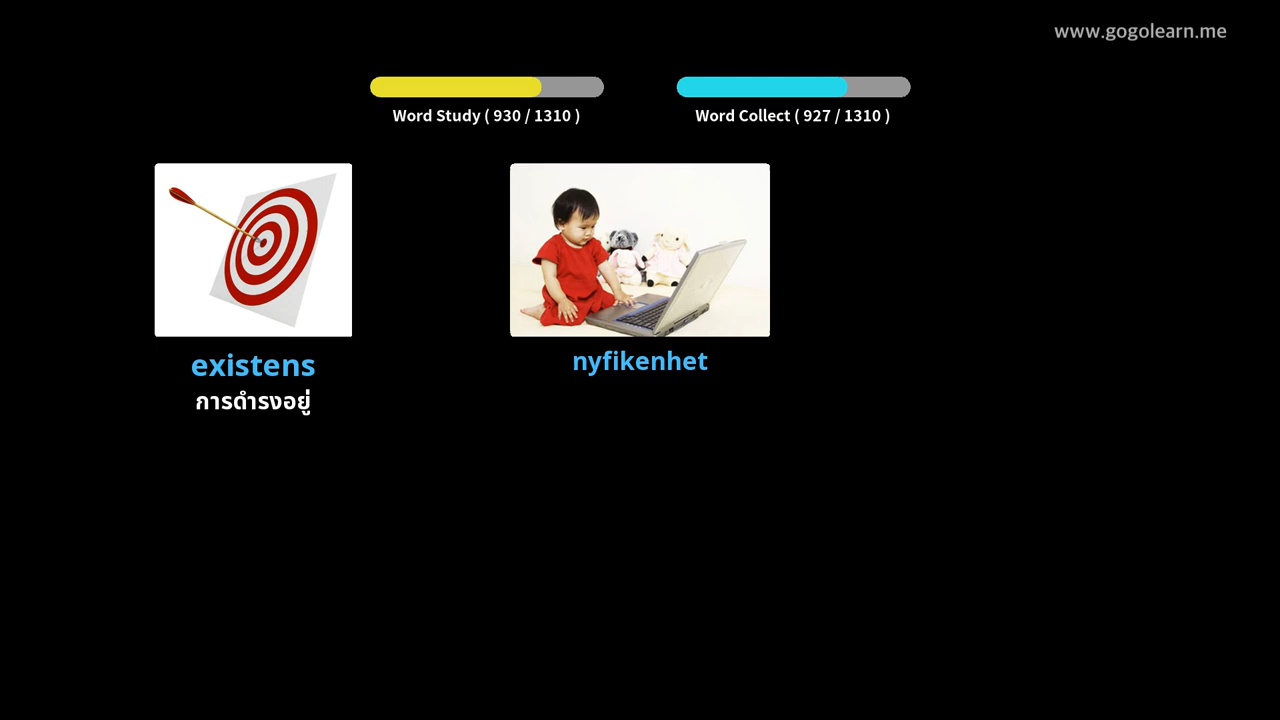 www.gogolearn.me
Word Study ( 930 / 1310 )
Word Collect ( 927 / 1310 )
existens
การดำรงอยู่
nyfikenhet